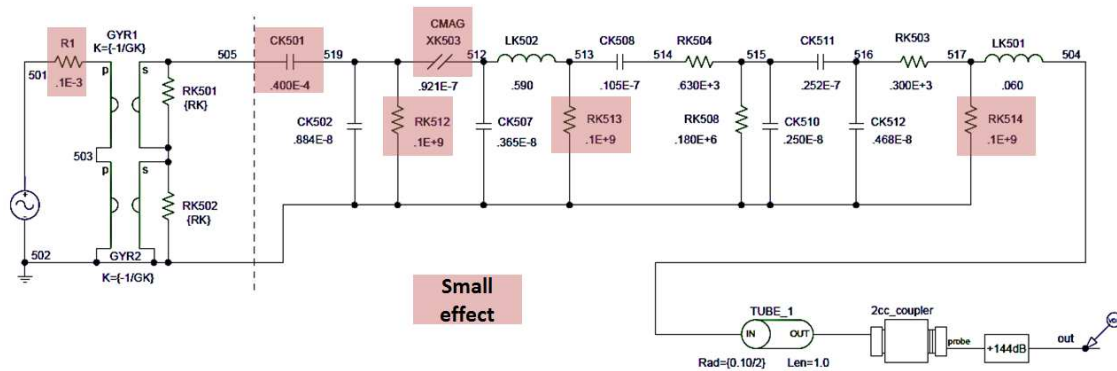 CMAG
R1
GYR1
K={-1/GK}
CK501
XK503
LK502
CK508
RK504
CK511
RK503
LK501
501
505
519
512
513
514
515
516
517
504
p
s
.1E-3
RK501
{RK}
.400E-4
.921E-7
.590
.105E-7
.630E+3
.252E-7
.300E+3
.060
CK502
.884E-8
RK512
.1E+9
CK507
.365E-8
RK513
.1E+9
RK508
.180E+6
CK510
.250E-8
CK512
.468E-8
RK514
.1E+9
503
p
s
RK502
{RK}
502
GYR2
K={-1/GK}
Small
effect
TUBE_1
2cc_coupler
IN
OUT
probe
+144dB
out
Rad={0.10/2}
Len=1.0